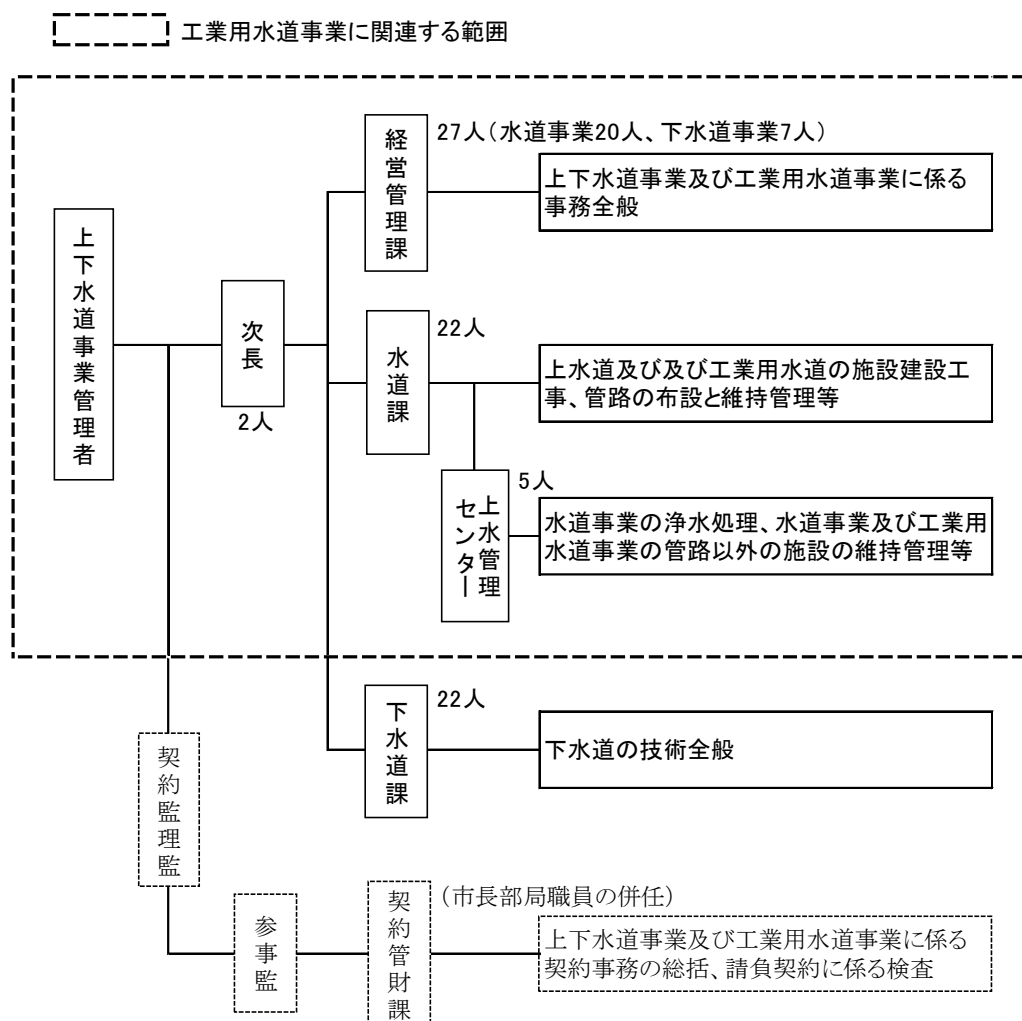 工業用水道事業に関連する範囲
上下水道事業管理者
次長
2人
経営管理課
27人（水道事業20人、下水道事業7人）
上下水道事業及び工業用水道事業に係る
事務全般
水道課
22人
上水道及び及び工業用水道の施設建設工
事、管路の布設と維持管理等
上水管理
センター
5人
水道事業の浄水処理、水道事業及び工業用
水道事業の管路以外の施設の維持管理等
下水道課
22人
下水道の技術全般
契約監理監
参事監
契約管財課
（市長部局職員の併任）
上下水道事業及び工業用水道事業に係る
契約事務の総括、請負契約に係る検査